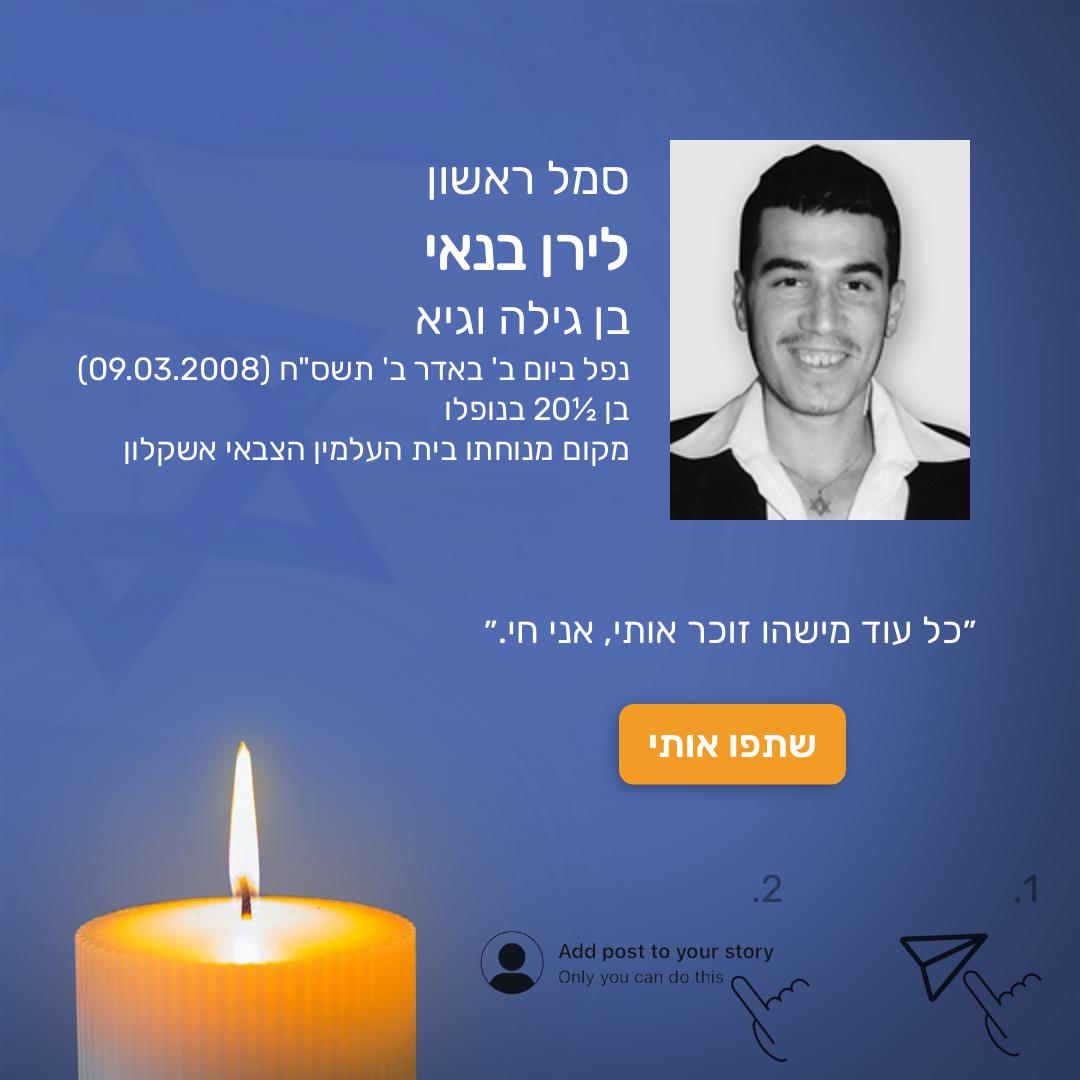 סמל ראשון
לירן בנאי
בן גילה וגיא
נפל ביום ב' באדר ב' תשס"ח (09.03.2008)
בן 20½ בנופלו
מקום מנוחתו בית העלמין הצבאי אשקלון
״כל עוד מישהו זוכר אותי, אני חי.״
שתפו אותי
1.
2.
Add post to your story
Only you can do this